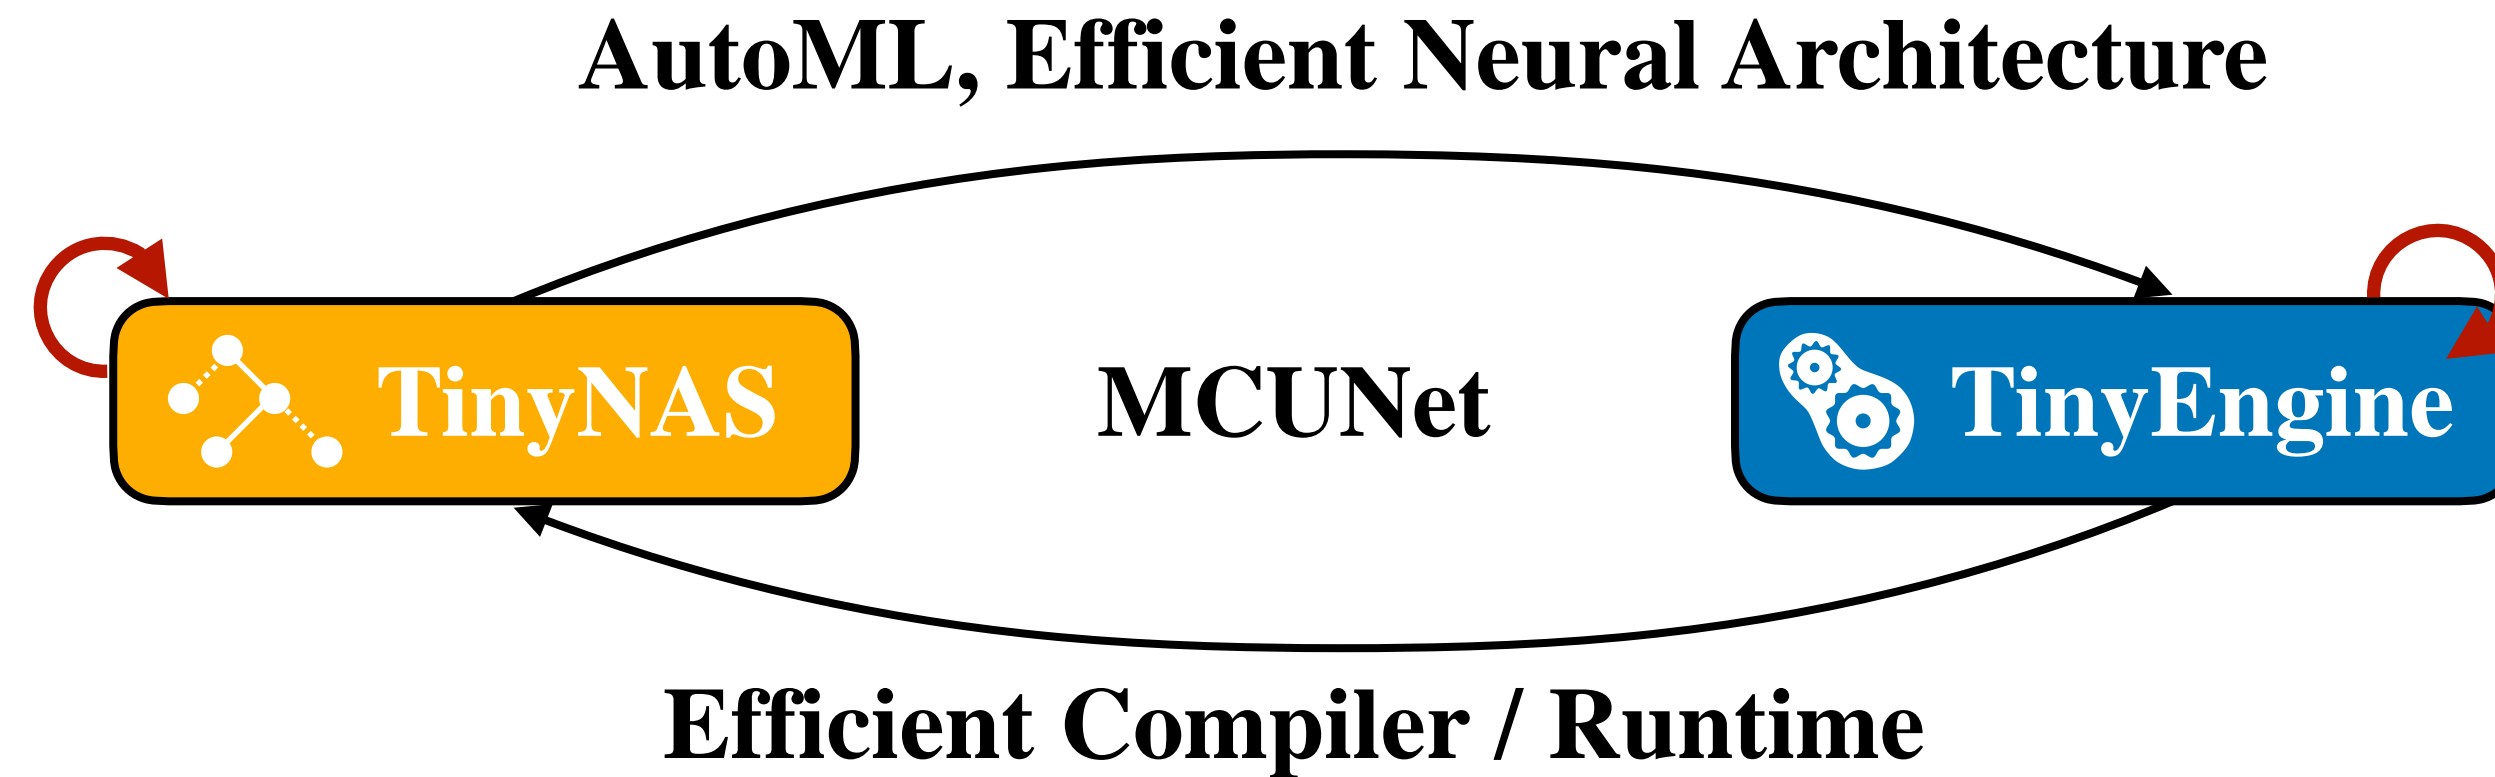 AutoML, Efficient Neural Architecture
TinyNAS
MCUNet
TinyEngine
Efficient Compiler / Runtime